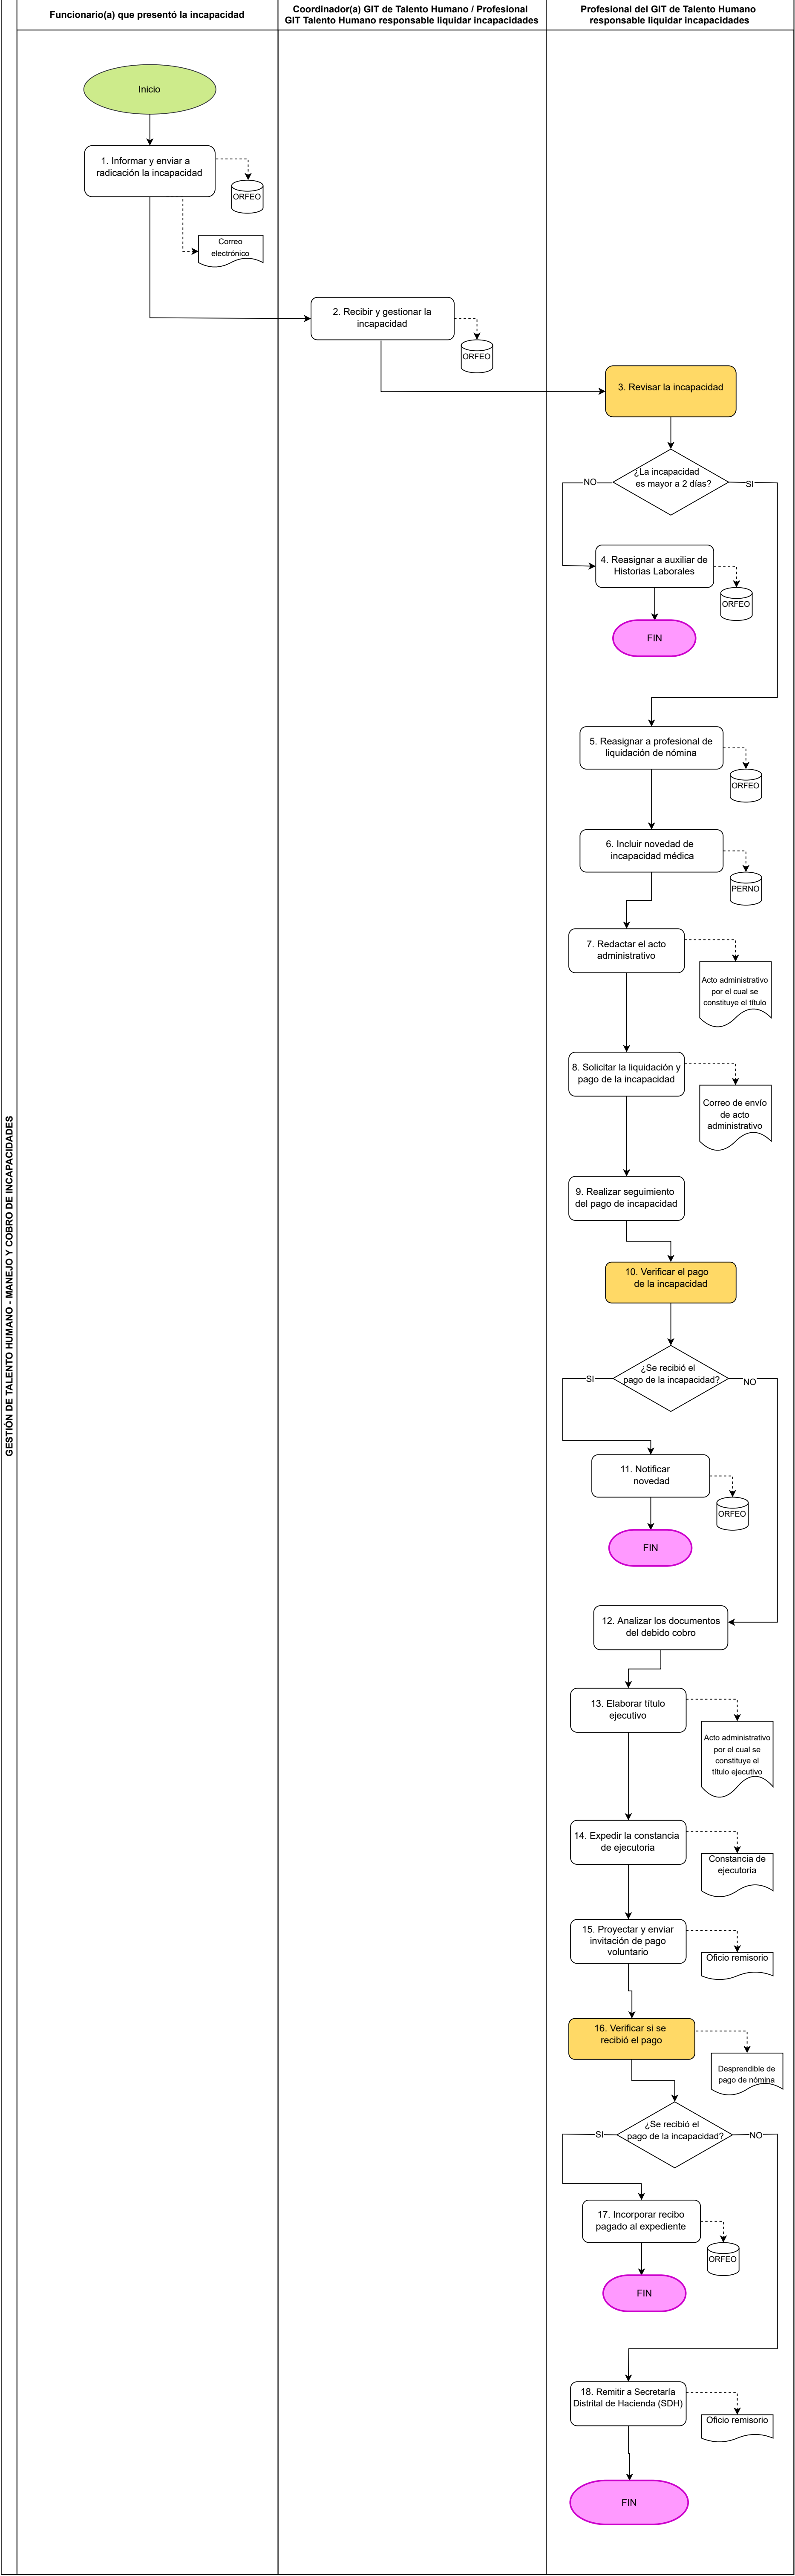 Funcionario(a) que presentó la incapacidad
Coordinador(a) GIT de Talento Humano / Profesional
GIT Talento Humano responsable liquidar incapacidades
Profesional del GIT de Talento Humano
responsable liquidar incapacidades
GESTIÓN DE TALENTO HUMANO - MANEJO Y COBRO DE INCAPACIDADES
Inicio
1. Informar y enviar a
radicación la incapacidad
ORFEO
Correo
electrónico
2. Recibir y gestionar la
incapacidad
ORFEO
3. Revisar la incapacidad
¿La incapacidad
es mayor a 2 días?
NO
SI
4. Reasignar a auxiliar de
Historias Laborales
ORFEO
FIN
5. Reasignar a profesional de
liquidación de nómina
ORFEO
6. Incluir novedad de
incapacidad médica
PERNO
7. Redactar el acto
administrativo
Acto administrativo
por el cual se
constituye el título
8. Solicitar la liquidación y
pago de la incapacidad
Correo de envío
de acto
administrativo
9. Realizar seguimiento
del pago de incapacidad
10. Verificar el pago
de la incapacidad
¿Se recibió el
pago de la incapacidad?
SI
NO
11. Notificar
novedad
ORFEO
FIN
12. Analizar los documentos
del debido cobro
13. Elaborar título
ejecutivo
Acto administrativo
por el cual se
constituye el
título ejecutivo
14. Expedir la constancia
de ejecutoria
Constancia de
ejecutoria
15. Proyectar y enviar
invitación de pago
voluntario
Oficio remisorio
16. Verificar si se
recibió el pago
Desprendible de
pago de nómina
¿Se recibió el
pago de la incapacidad?
SI
NO
17. Incorporar recibo
pagado al expediente
ORFEO
FIN
18. Remitir a Secretaría
Distrital de Hacienda (SDH)
Oficio remisorio
FIN